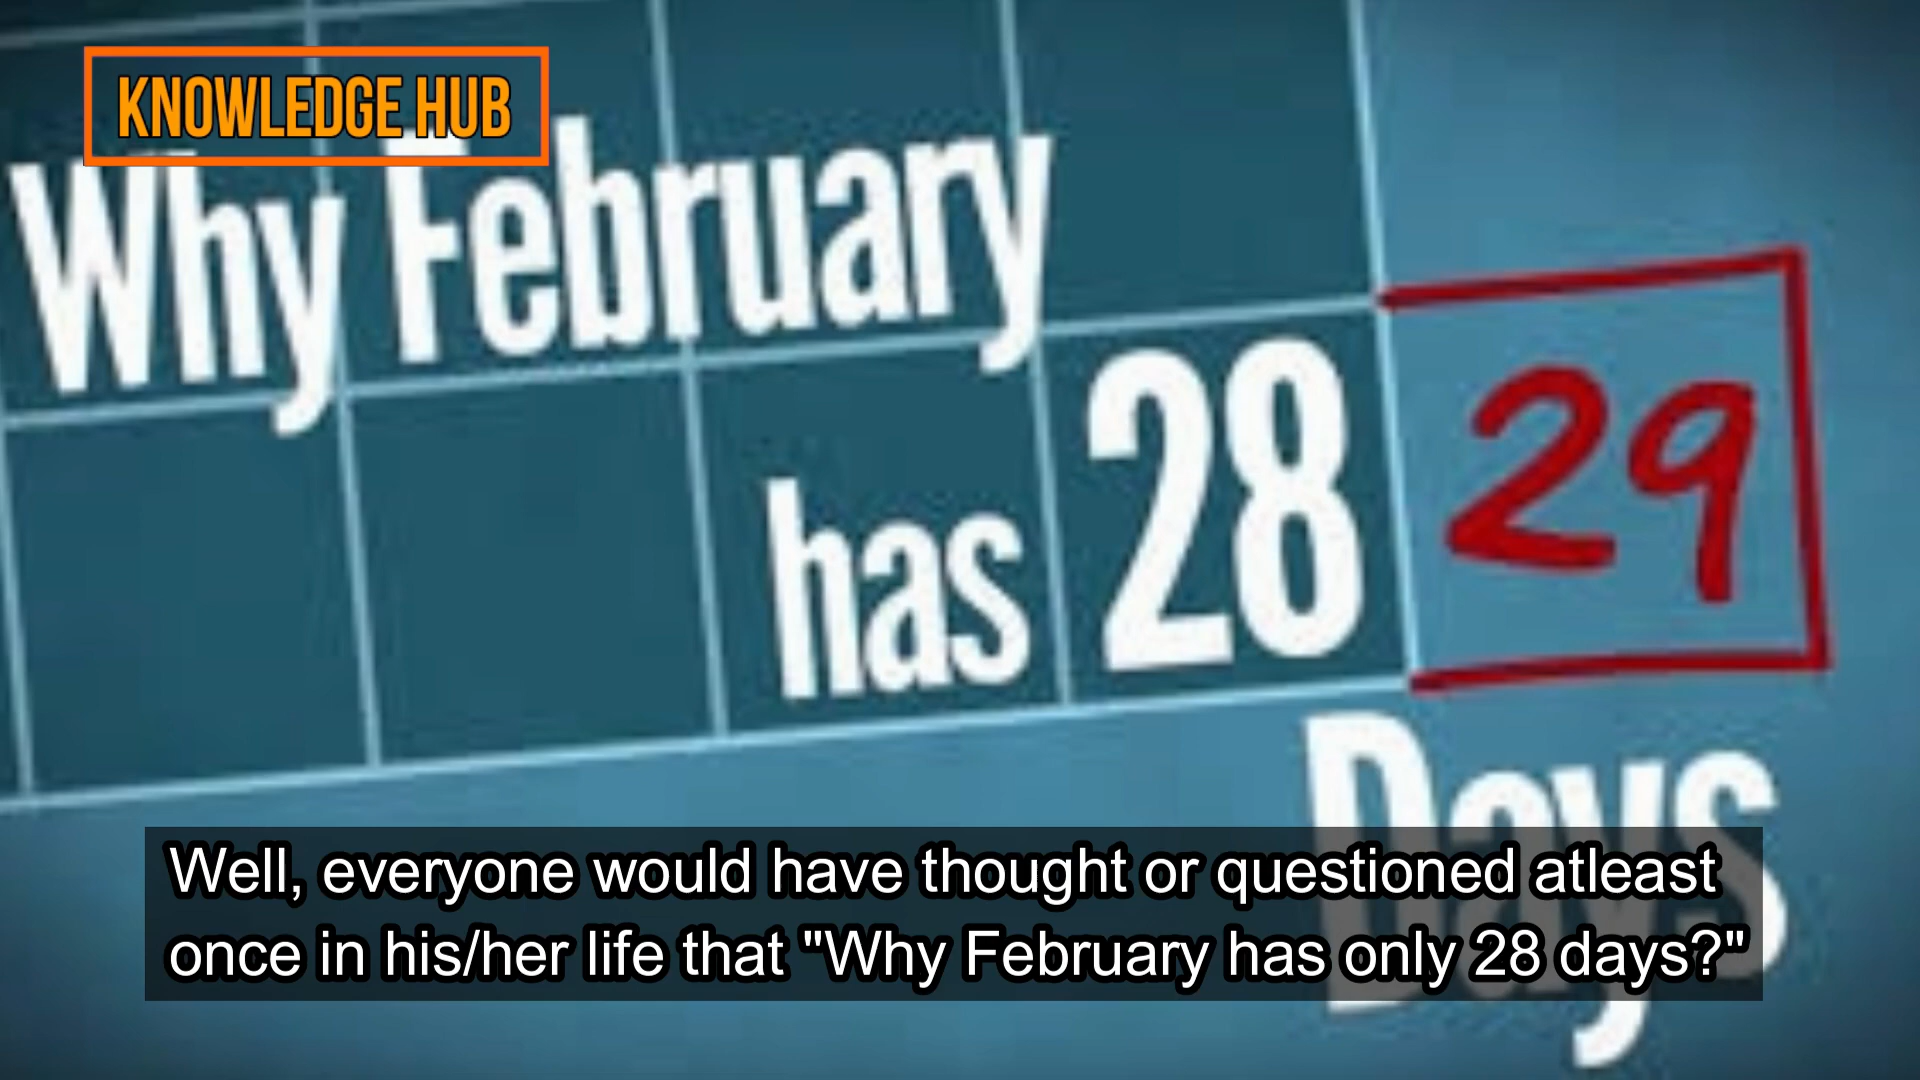 KNOWLEDGE HUB
Why February
has 28 29
Days
Well, everyone would have thought or questioned atleast
once in his/her life that "Why February has only 28 days?"